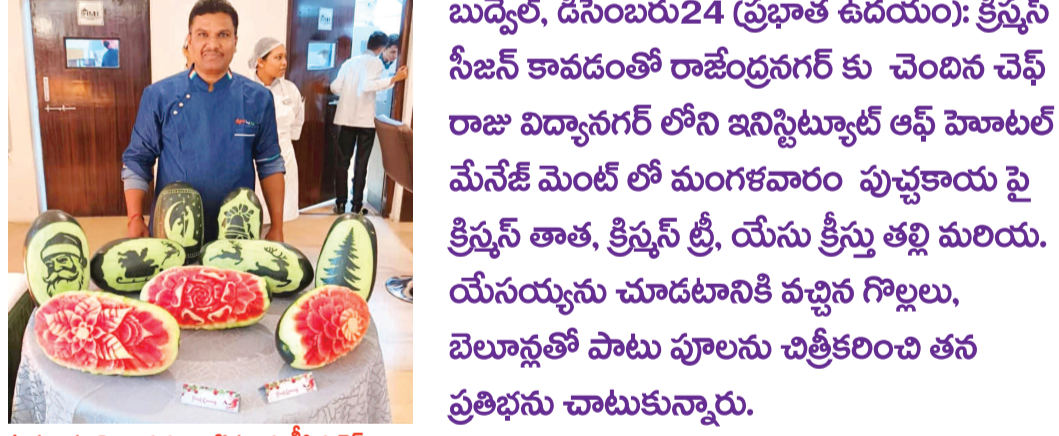 బుద్వేల్, డిసెంబరు24 (ప్రభాత ఉదయం): క్రిస్మస్
సీజన్ కావడంతో రాజేంద్రనగర్ కు చెందిన చెఫ్
రాజు విద్యానగర్ లోని ఇనిస్టిట్యూట్ ఆఫ్ హెూటల్
మేనేజ్ మెంట్ లో మంగళవారం పుచ్చకాయ పై
క్రిస్మస్ తాత, క్రిస్మస్ ట్రీ, యేసు క్రీస్తు తల్లి మరియ.
యేసయ్యను చూడటానికి వచ్చిన గొల్లలు,
బెలూన్లతో పాటు పూలను చిత్రీకరించి తన
ప్రతిభను చాటుకున్నారు.